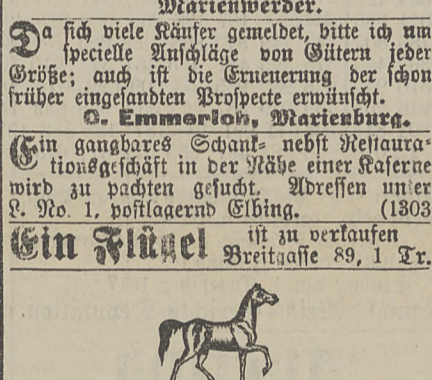 Marienwerder.
Da sich viele Käufer gemeldet, bitte ich um
specielle Anschläge von Gütern jeder
Größe; auch ist die Erneuerung der schon
früher eingesandten Prospecte erwünscht.
C. Emmerich, Marienburg.
Ein gangbares Schank- nebst Restaura-
tionsgeschäft in der Nähe einer Kaserne
wird zu pachten gesucht. Adressen unter
L. No. 1. postlagernd Elbing. (1303
Ein Flügel ist zu verkaufen
Breitgasse 89, 1 Tr.